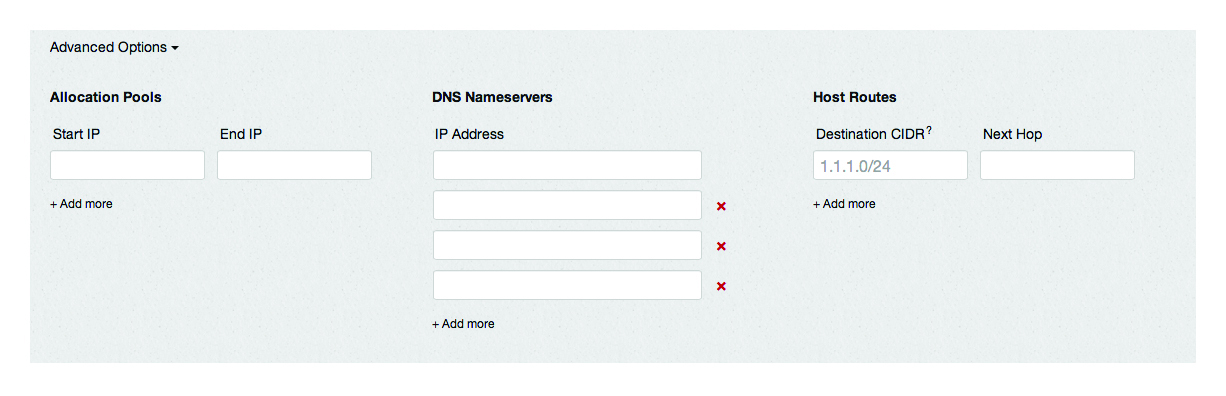 Advanced Options
Allocation Pools
Start IP End IP
+ Add more
DNS Nameservers
IP Address
+ Add more
Host Routes
Destination CIDR? Next Hop
1.1.1.0/24
+ Add more